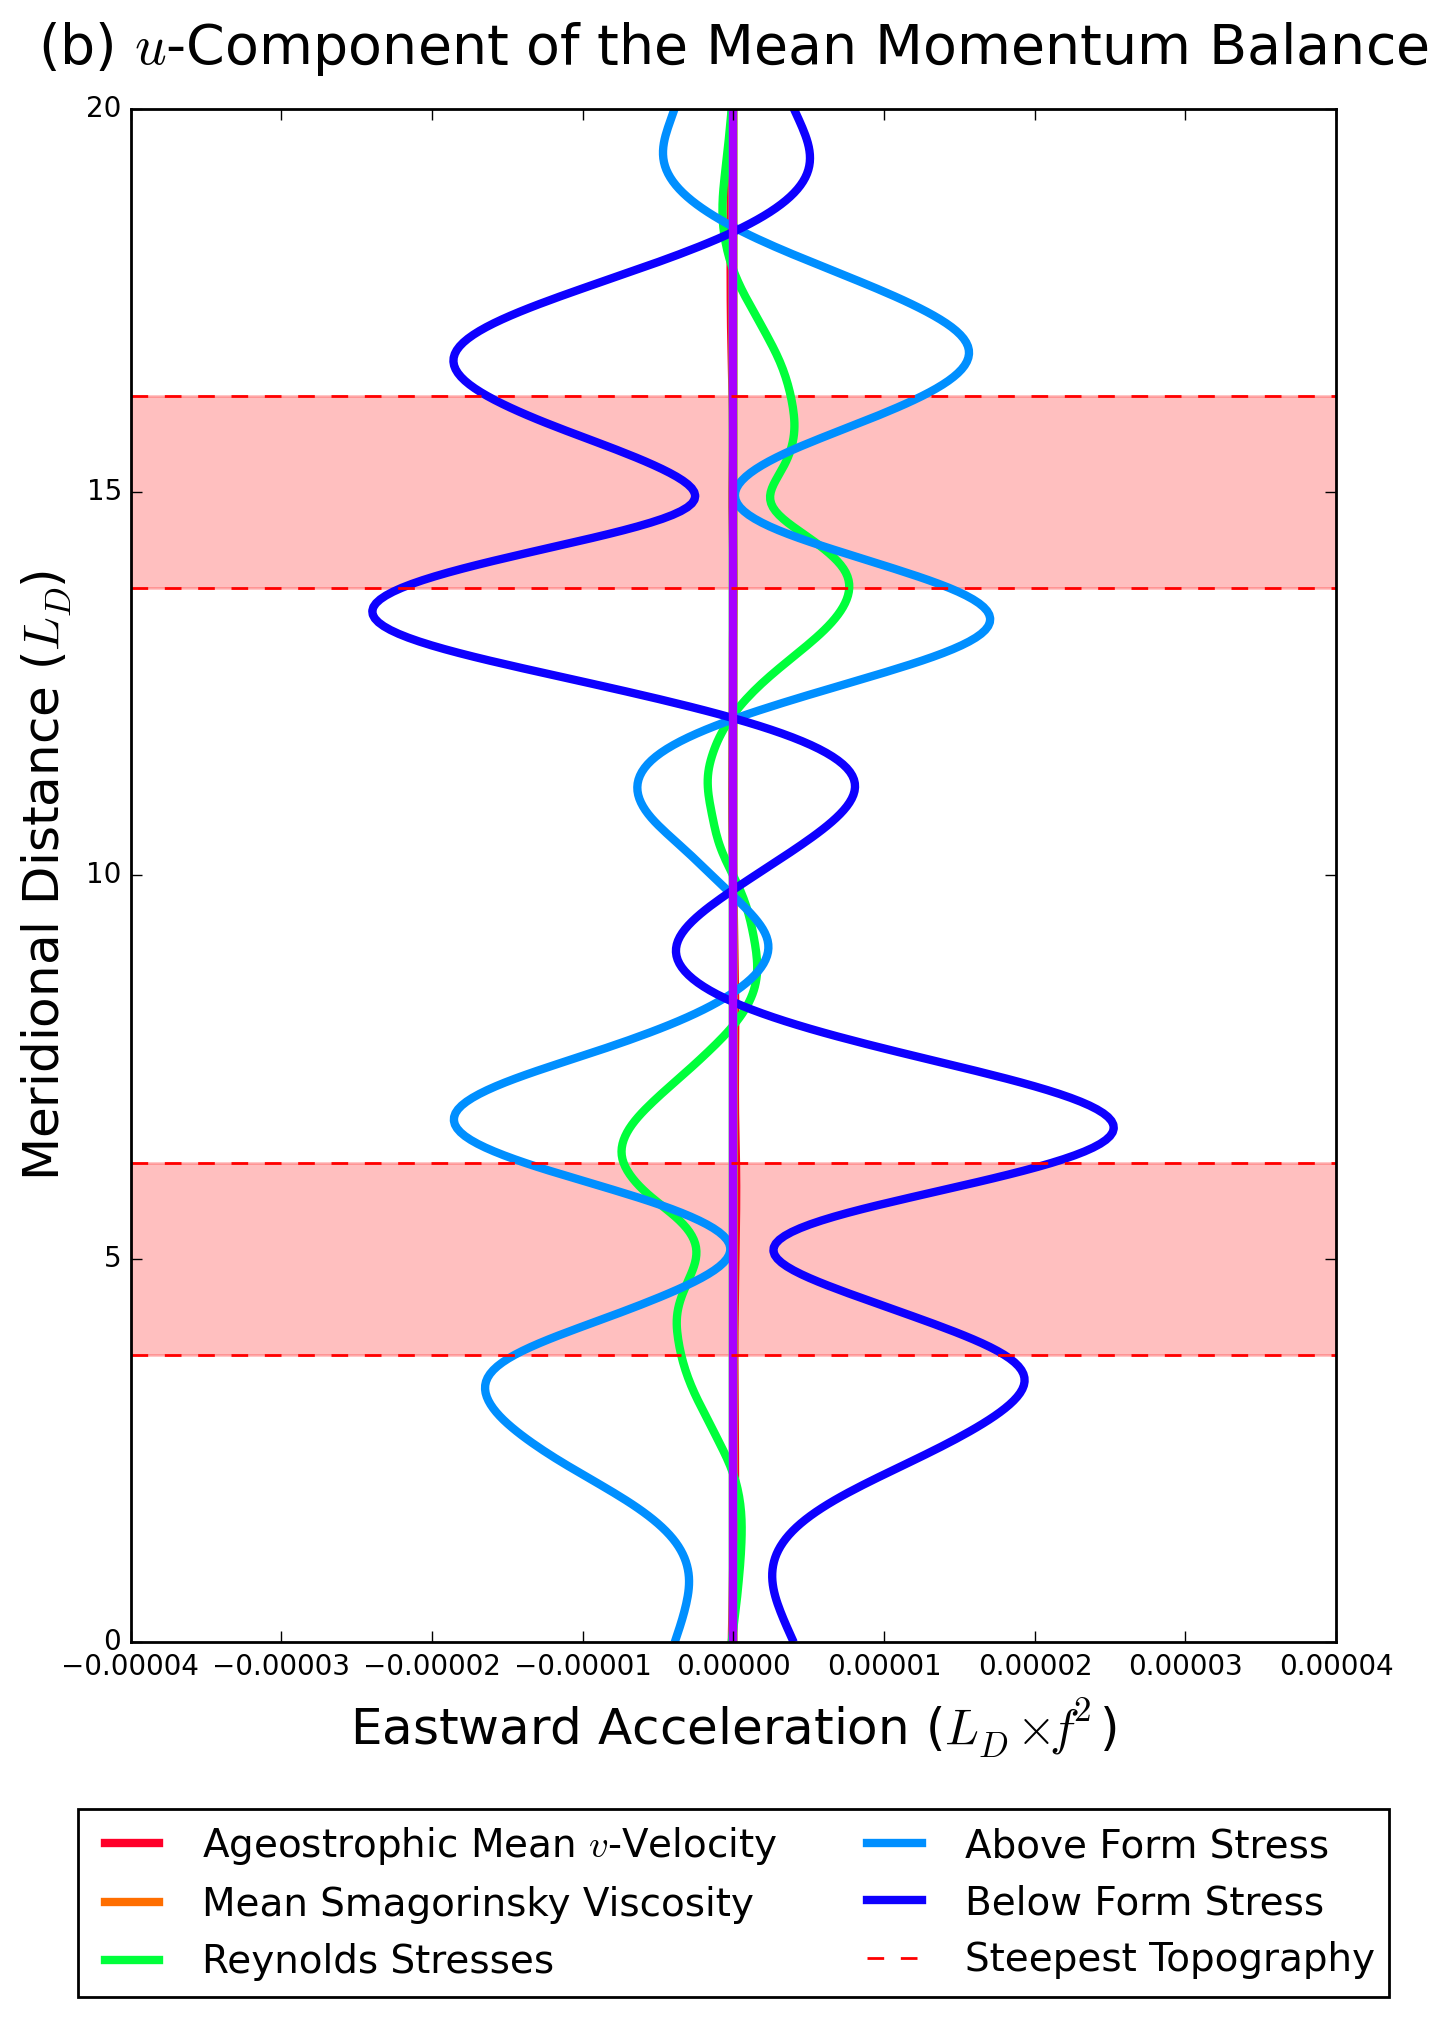 (b) u-Component of the Mean Momentum Balance
20
15
10
5
0
Meridional Distance (L_D)
−0.00004 −0.00003 −0.00002 −0.00001 0.00000 0.00001 0.00002 0.00003 0.00004
Eastward Acceleration (L_D × f²)
Ageostrophic Mean v-Velocity
Mean Smagorinsky Viscosity
Reynolds Stresses
Above Form Stress
Below Form Stress
Steepest Topography